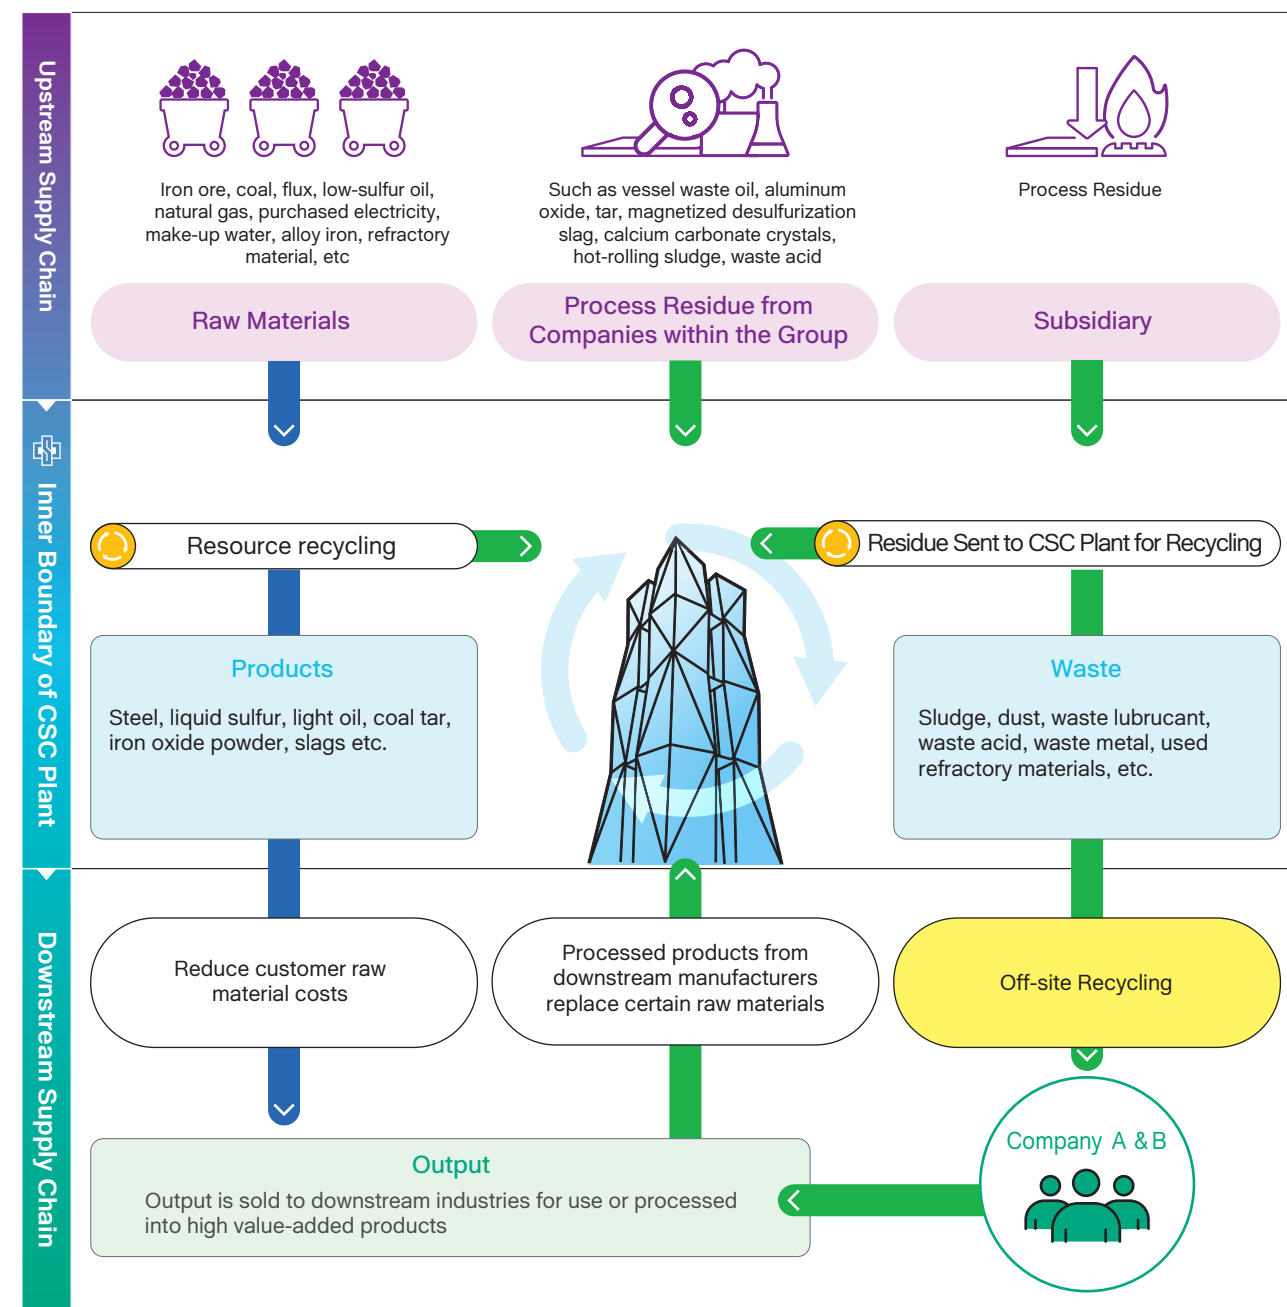 Upstream Supply Chain
Iron ore, coal, flux, low-sulfur oil,
natural gas, purchased electricity,
make-up water, alloy iron, refractory
material, etc
Such as vessel waste oil, aluminum
oxide, tar, magnetized desulfurization
slag, calcium carbonate crystals,
hot-rolling sludge, waste acid
Process Residue
Raw Materials
Process Residue from
Companies within the Group
Subsidiary
Inner Boundary of CSC Plant
Resource recycling
Residue Sent to CSC Plant for Recycling
Products
Steel, liquid sulfur, light oil, coal tar,
iron oxide powder, slags etc.
Waste
Sludge, dust, waste lubrucant,
waste acid, waste metal, used
refractory materials, etc.
Downstream Supply Chain
Reduce customer raw
material costs
Processed products from
downstream manufacturers
replace certain raw materials
Off-site Recycling
Company A & B
Output
Output is sold to downstream industries for use or processed
into high value-added products